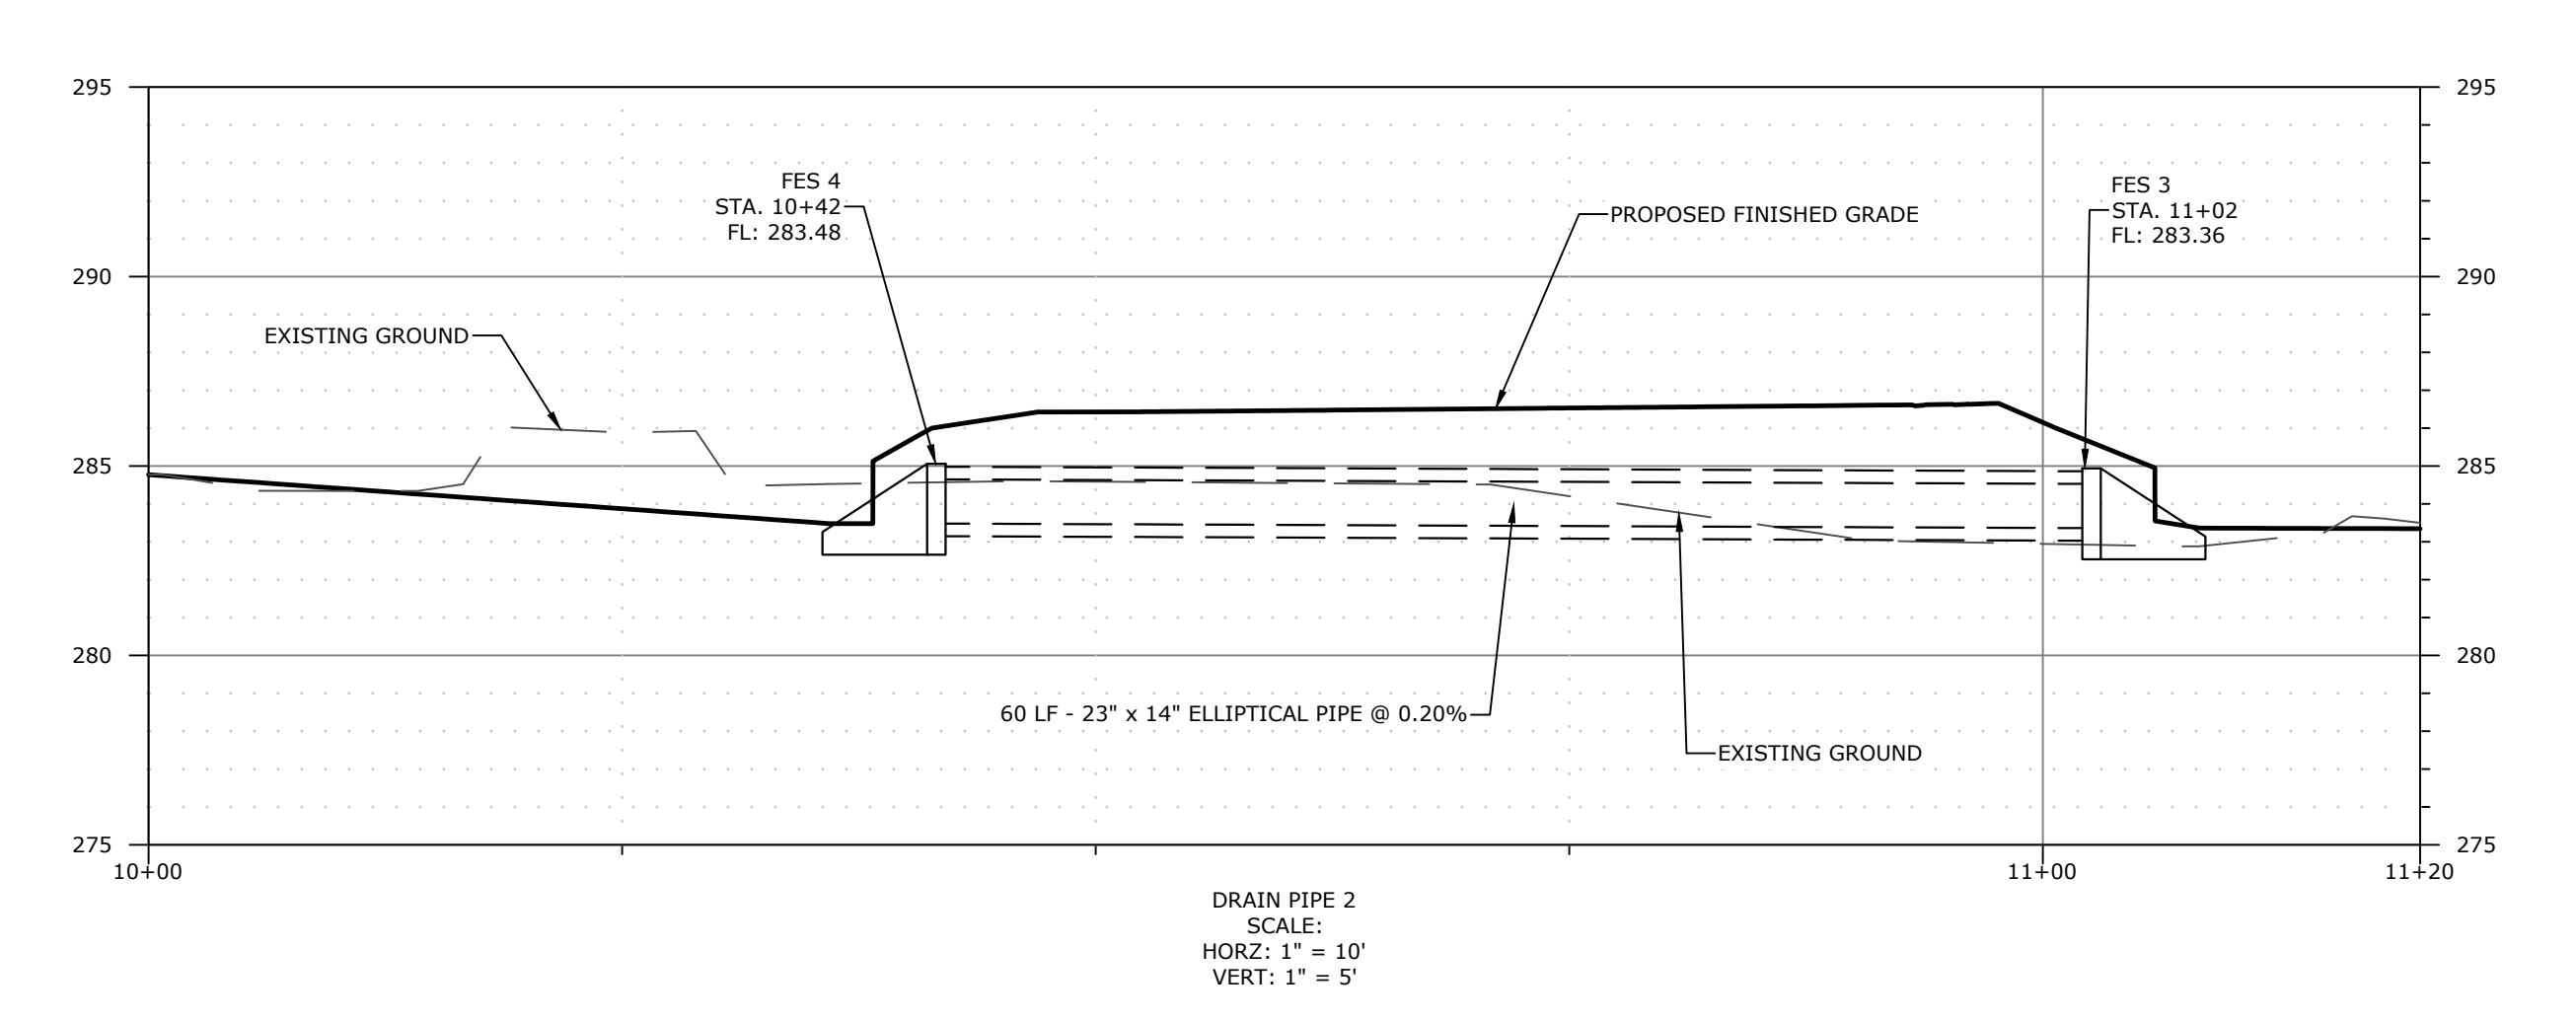 295
295
FES 4
STA. 10+42
FL: 283.48
FES 3
STA. 11+02
FL: 283.36
PROPOSED FINISHED GRADE
290
290
EXISTING GROUND
285
285
280
280
60 LF - 23" x 14" ELLIPTICAL PIPE @ 0.20%
EXISTING GROUND
275
275
10+00
11+00
11+20
DRAIN PIPE 2
SCALE:
HORZ: 1" = 10'
VERT: 1" = 5'